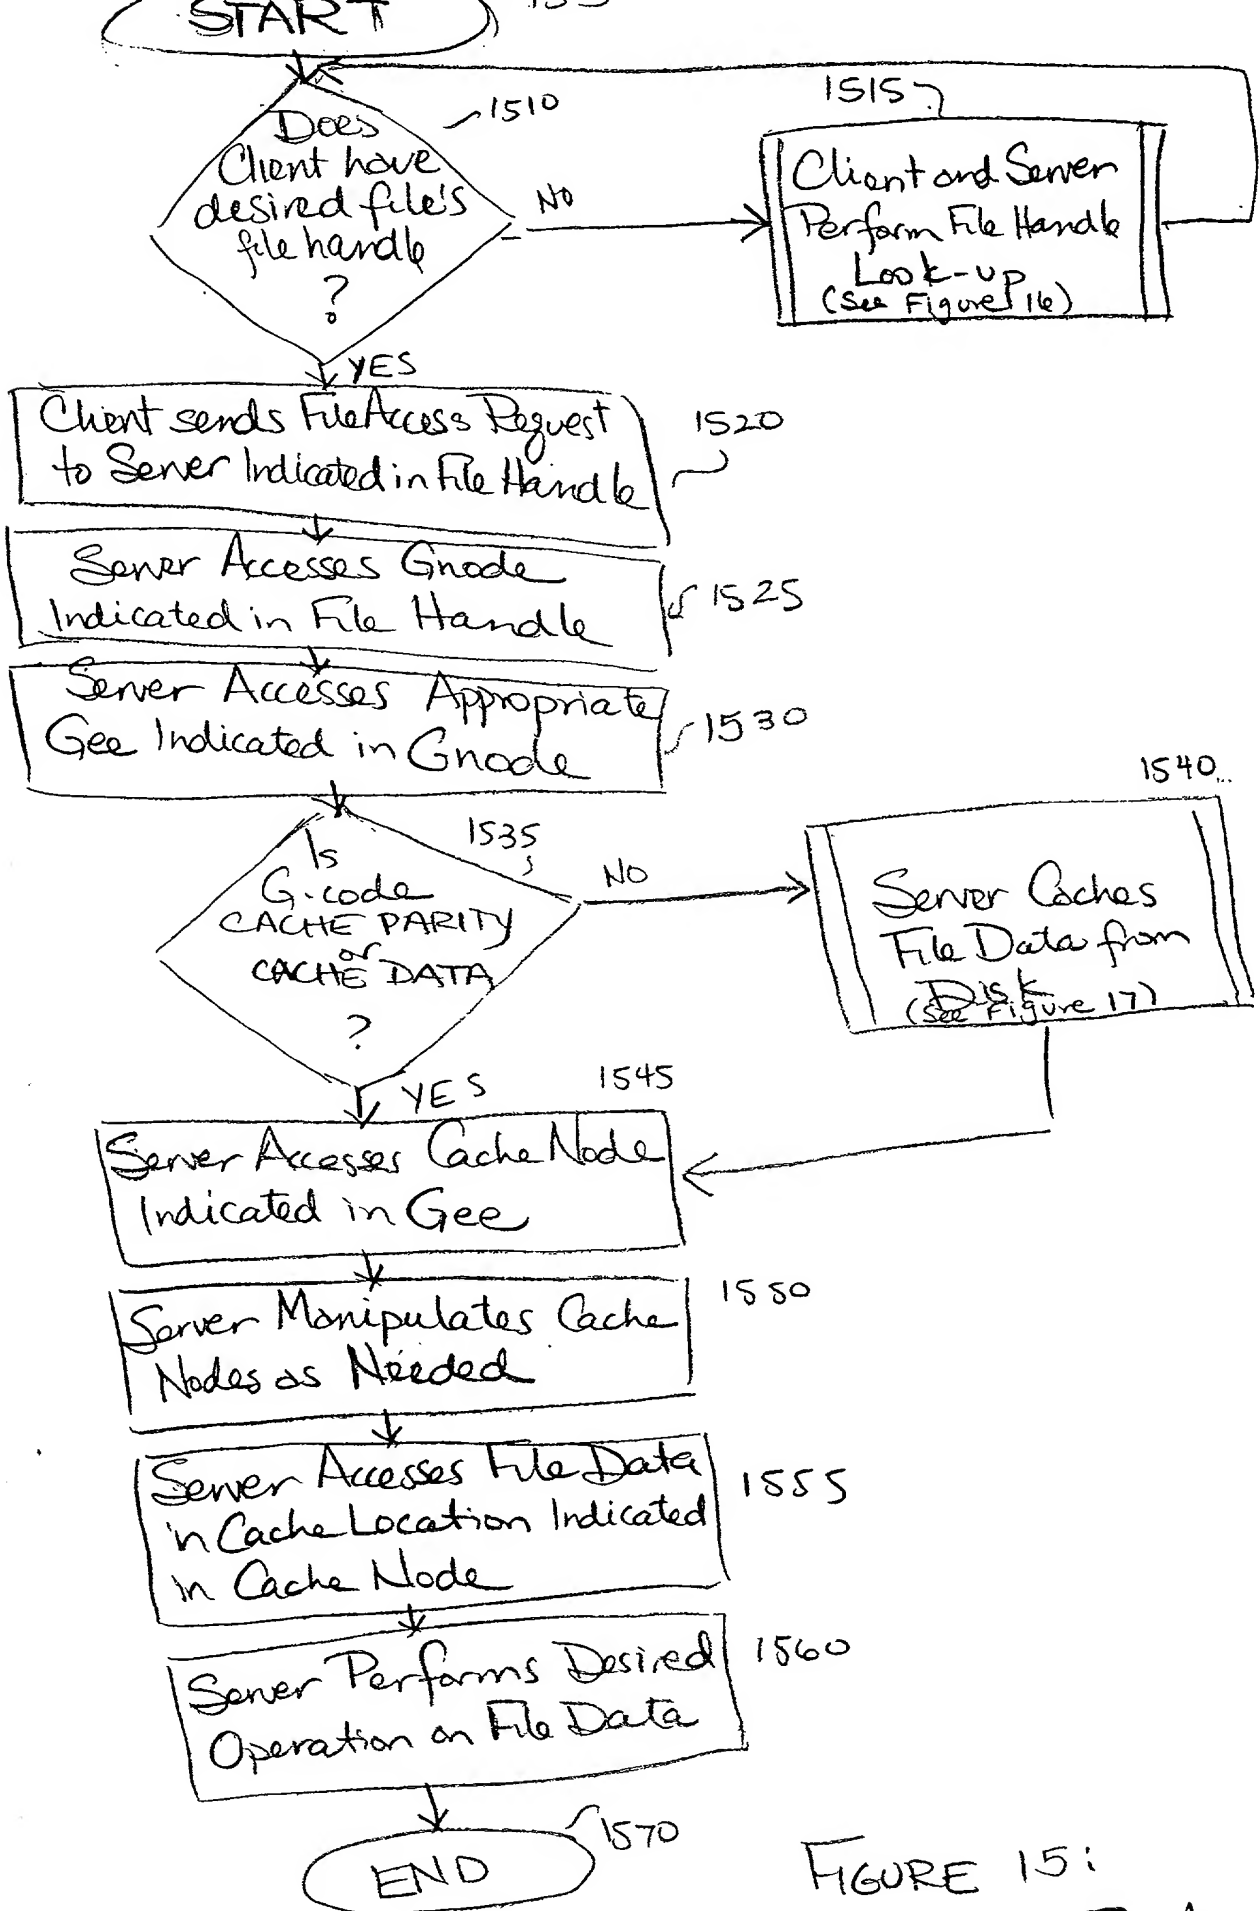 START
1510
Does
Client have
desired file's
file handle
?
NO
1515
Client and Server
Perform File Handle
Look-up
(See Figure 16)
YES
Client sends File Access Request
to Server Indicated in File Handle
1520
Server Accesses Gnode
Indicated in File Handle
1525
Server Accesses Appropriate
Gee Indicated in Gnode
1530
1535
Is
G-code
CACHE PARITY
or
CACHE DATA
?
NO
1540
Server Caches
File Data from
Disk
(See Figure 17)
YES
1545
Server Accesses Cache Node
Indicated in Gee
Server Manipulates Cache
Nodes as Needed
1550
Server Accesses File Data
in Cache Location Indicated
in Cache Node
1555
Server Performs Desired
Operation on File Data
1560
END
1570
FIGURE 15: